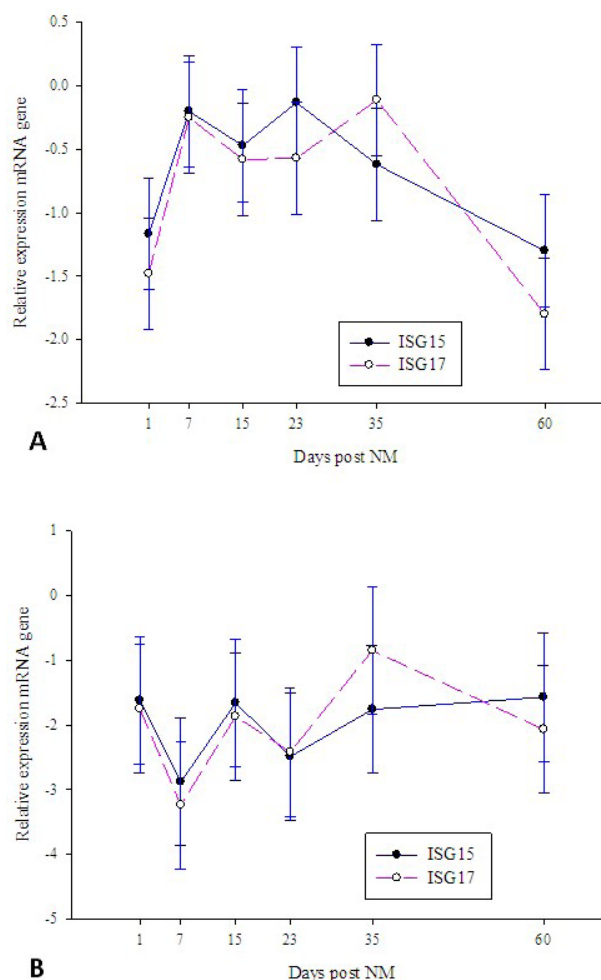 0.5
0.0
-0.5
-1.0
-1.5
-2.0
-2.5
Relative expression mRNA gene
ISG15
ISG17
1 7 15 23 35 60
Days post NM
A
1
0
-1
-2
-3
-4
-5
Relative expression mRNA gene
ISG15
ISG17
1 7 15 23 35 60
Days post NM
B